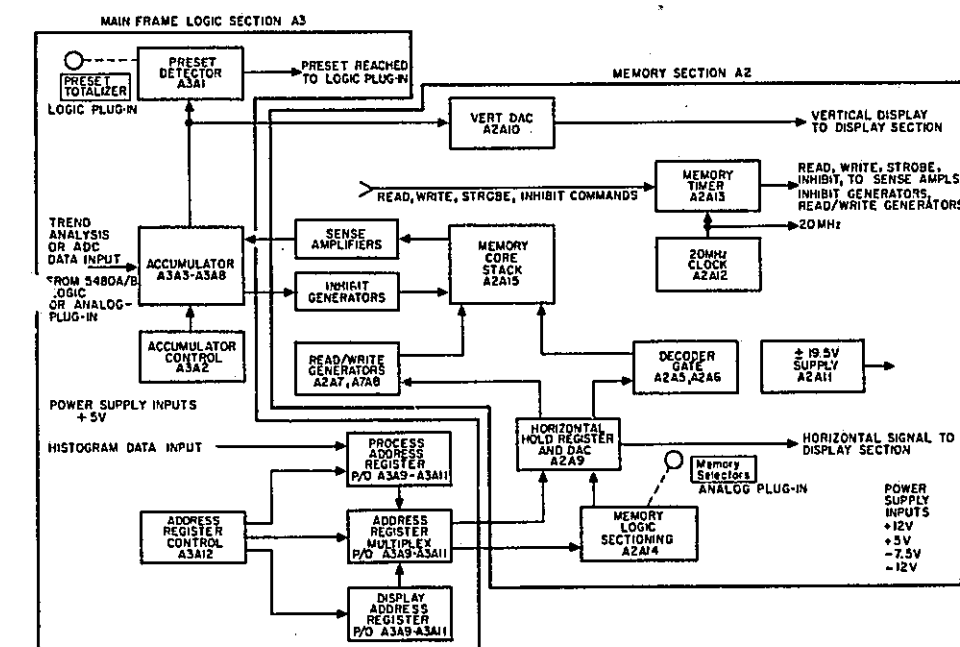 MAIN FRAME LOGIC SECTION A3
PRESET
DETECTOR
A3A1
PRESET
TOTALIZER
LOGIC PLUG-IN
PRESET REACHED
TO LOGIC PLUG-IN
MEMORY SECTION A2
VERT DAC
A2A10
VERTICAL DISPLAY
TO DISPLAY SECTION
READ, WRITE, STROBE, INHIBIT COMMANDS
MEMORY
TIMER
A2A13
READ, WRITE, STROBE,
INHIBIT, TO SENSE AMPLS
INHIBIT GENERATORS,
READ/WRITE GENERATORS
20MHz
20MHz
CLOCK
A2A12
TREND
ANALYSIS
OR ADC
DATA INPUT
FROM 5480A/B
LOGIC
OR ANALOG-
PLUG-IN
ACCUMULATOR
A3A3-A3A8
SENSE
AMPLIFIERS
INHIBIT
GENERATORS
MEMORY
CORE
STACK
A2A15
ACCUMULATOR
CONTROL
A3A2
READ/WRITE
GENERATORS
A2A7, A7A8
DECODER
GATE
A2A5, A2A6
± 19.5V
SUPPLY
A2A11
POWER SUPPLY INPUTS
+5V
HISTOGRAM DATA INPUT
PROCESS
ADDRESS
REGISTER
P/O A3A9-A3A11
HORIZONTAL
HOLD REGISTER
AND DAC
A2A9
HORIZONTAL SIGNAL TO
DISPLAY SECTION
Memory
Selectors
ANALOG PLUG-IN
ADDRESS
REGISTER
CONTROL
A3A12
ADDRESS
REGISTER
MULTIPLEX
P/O A3A9-A3A11
MEMORY
LOGIC
SECTIONING
A2A14
POWER
SUPPLY
INPUTS
+12V
+5V
-7.5V
-12V
DISPLAY
ADDRESS
REGISTER
P/O A3A9-A3A11